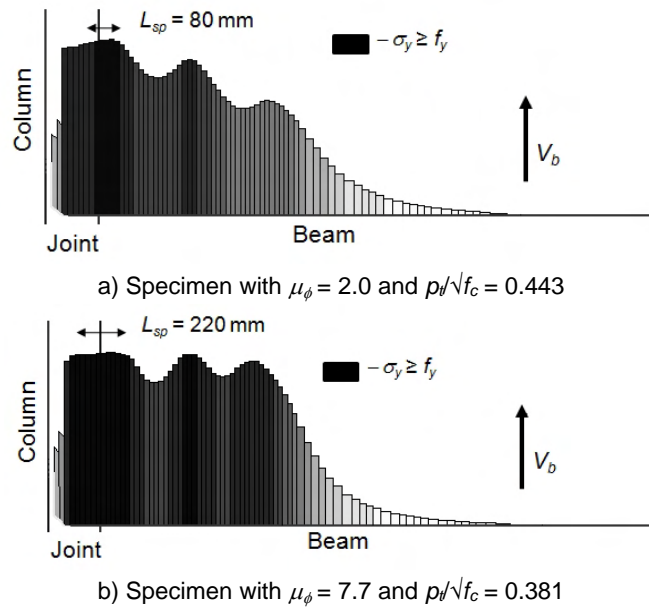 L_sp = 80 mm
– σ_y ≥ f_y
Column
V_b
Joint
Beam
a) Specimen with μ_ϕ = 2.0 and p_t/√f_c = 0.443
L_sp = 220 mm
– σ_y ≥ f_y
Column
V_b
Joint
Beam
b) Specimen with μ_ϕ = 7.7 and p_t/√f_c = 0.381